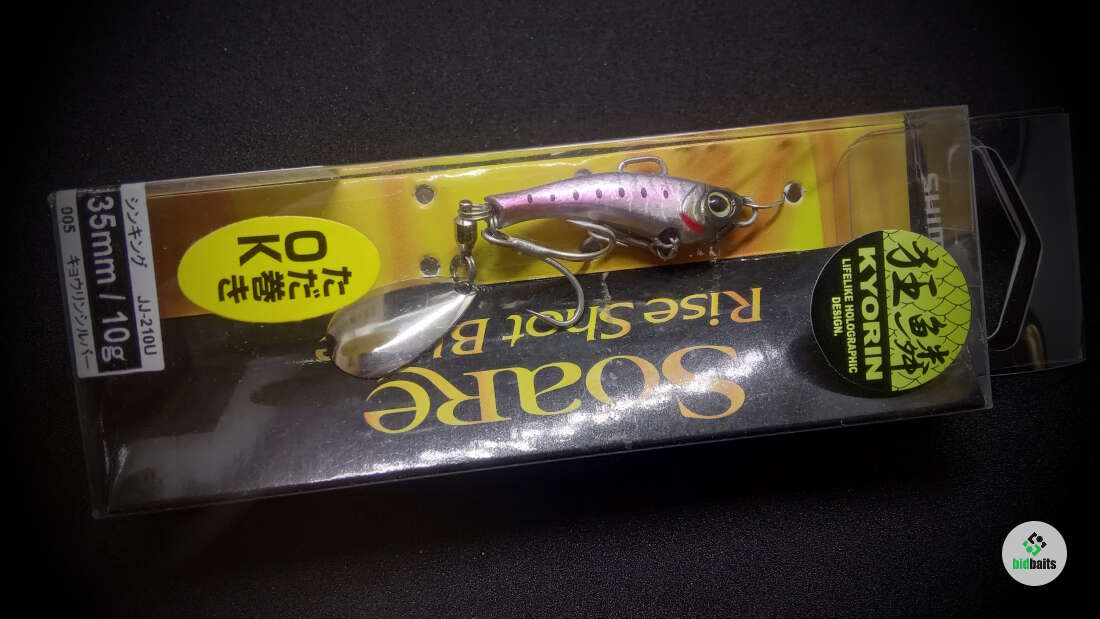 シンキング JJ-210U
35mm / 10g
005 キョウリンシルバー
ただ巻き
OK
SHIM
狂鱗
KYORIN
LIFELIKE HOLOGRAPHIC
DESIGN.
SOARE
Rise Shot Bl
bidbaits